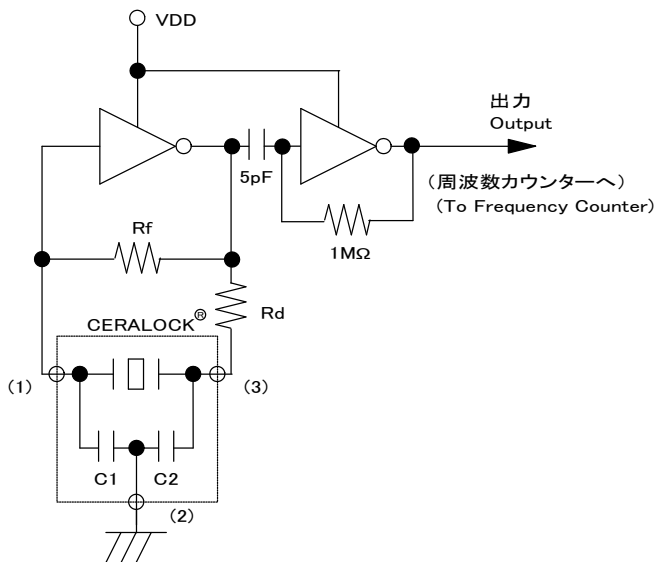 VDD
出力
Output
5pF
(周波数カウンターへ)
(To Frequency Counter)
Rf
1MΩ
Rd
CERALOCK®
(1)
(3)
C1
C2
(2)